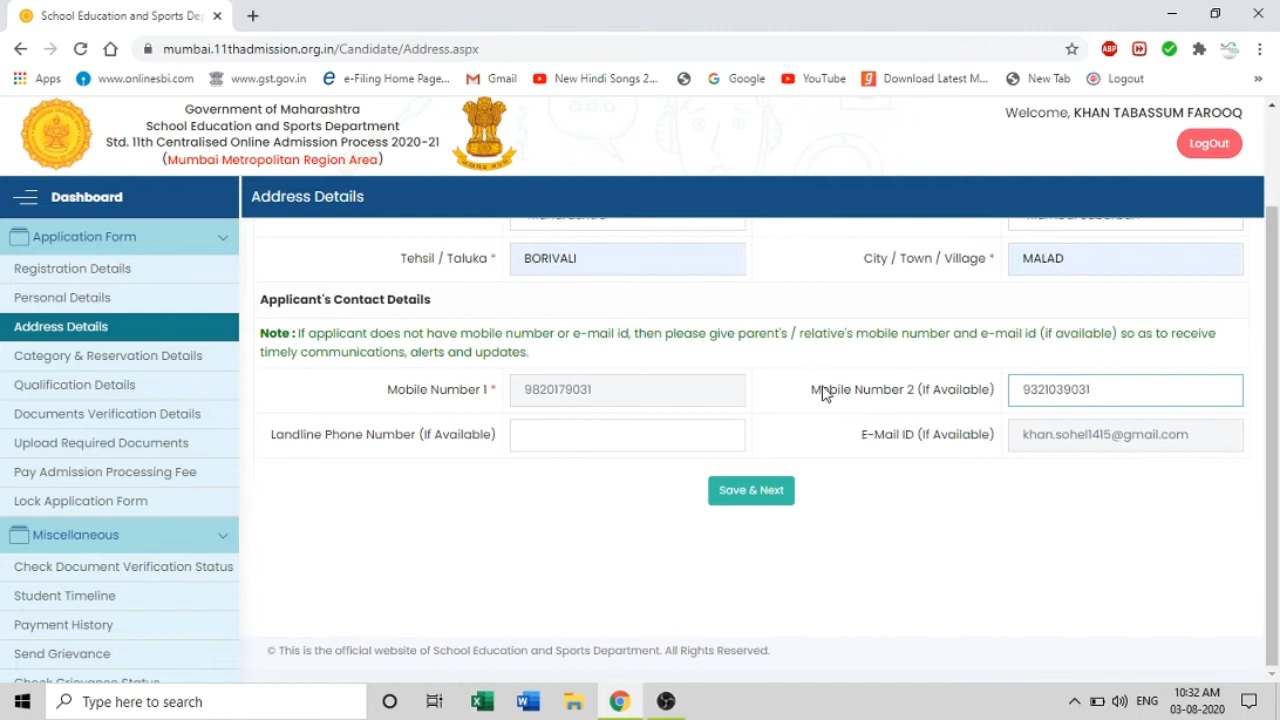 School Education and Sports De
mumbai.11thadmission.org.in/Candidate/Address.aspx
Apps
www.onlinesbi.com
www.gst.gov.in
e-Filing Home Page...
Gmail
New Hindi Songs 2...
Google
YouTube
Download Latest M...
New Tab
Logout
»
ABP
Government of Maharashtra
School Education and Sports Department
Std. 11th Centralised Online Admission Process 2020-21
(Mumbai Metropolitan Region Area)
Welcome, KHAN TABASSUM FAROOQ
LogOut
Dashboard
Address Details
Application Form
Registration Details
Personal Details
Address Details
Category & Reservation Details
Qualification Details
Documents Verification Details
Upload Required Documents
Pay Admission Processing Fee
Lock Application Form
Miscellaneous
Check Document Verification Status
Student Timeline
Payment History
Send Grievance
Check Grievance Status
Tehsil / Taluka * BORIVALI
City / Town / Village * MALAD
Applicant's Contact Details
Note : If applicant does not have mobile number or e-mail id, then please give parent's / relative's mobile number and e-mail id (if available) so as to receive
timely communications, alerts and updates.
Mobile Number 1 * 9820179031
Mobile Number 2 (If Available) 9321039031
Landline Phone Number (If Available)
E-Mail ID (If Available) khan.sohel1415@gmail.com
Save & Next
© This is the official website of School Education and Sports Department. All Rights Reserved.
Type here to search
ENG
10:32 AM
03-08-2020